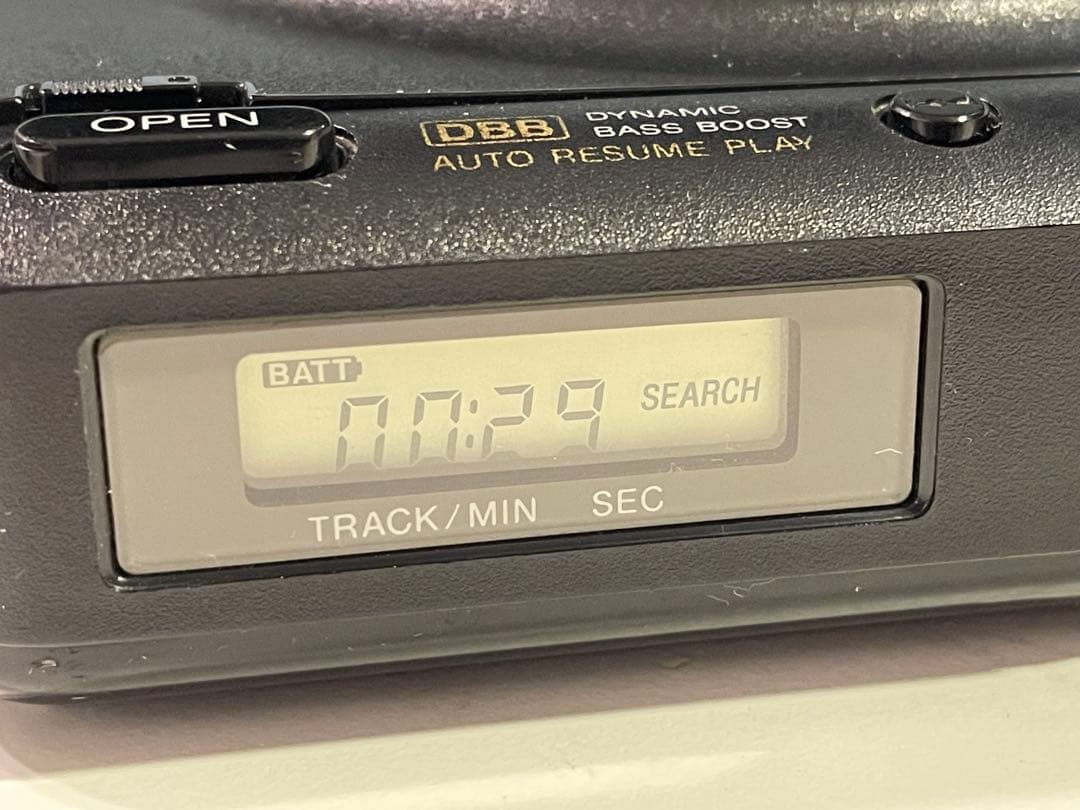 OPEN
DBB DYNAMIC
BASS BOOST
AUTO RESUME PLAY
BATT
00:29 SEARCH
TRACK/MIN SEC